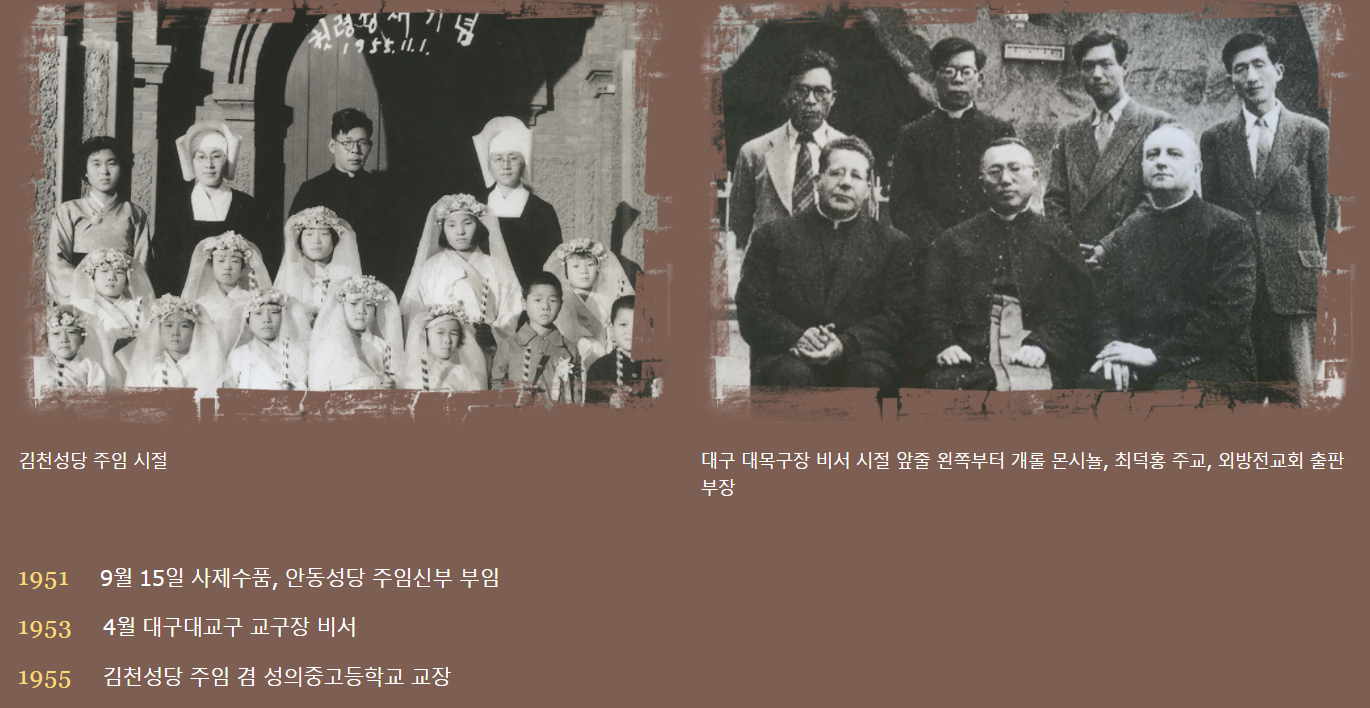 기념
1955.11.1.
김천성당 주임 시절
대구 대목구장 비서 시절 앞줄 왼쪽부터 개롤 몬시뇰, 최덕홍 주교, 외방전교회 출판
부장
1951 9월 15일 사제수품, 안동성당 주임신부 부임
1953 4월 대구대교구 교구장 비서
1955 김천성당 주임 겸 성의중고등학교 교장